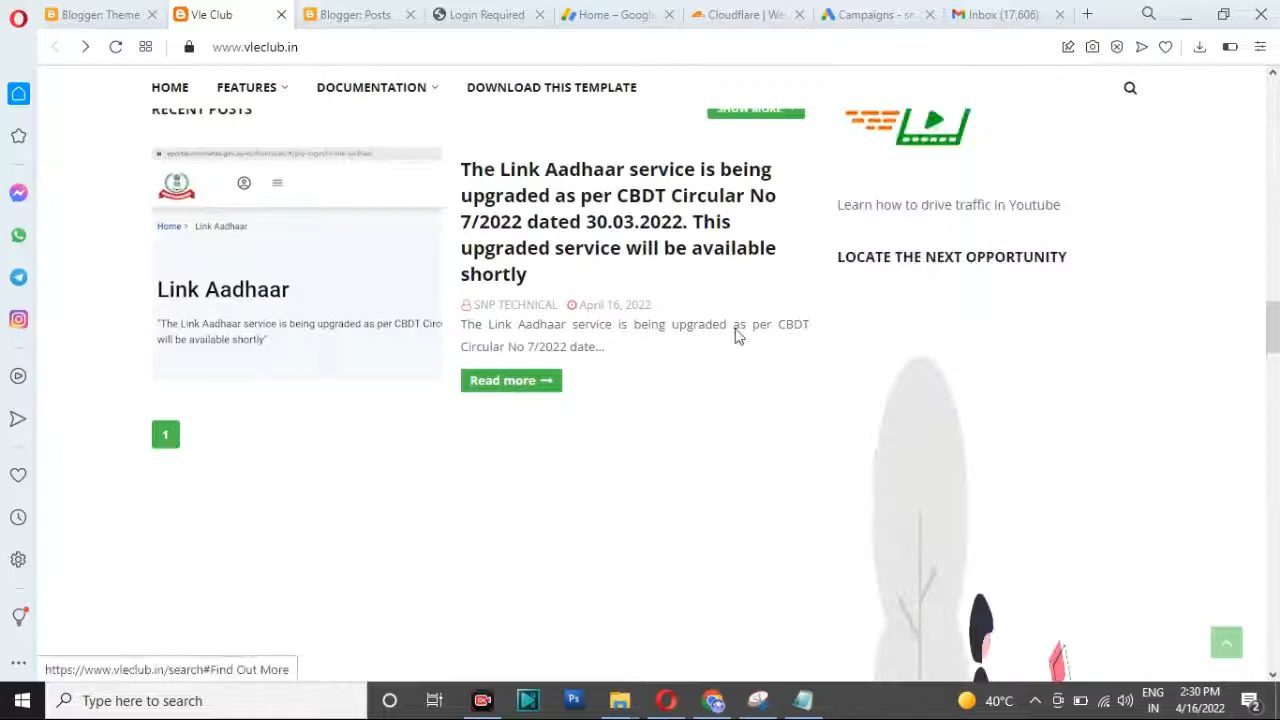 Blogger: Theme
Vle Club
Blogger: Posts
Login Required
Home – Googl
Cloudflare | We
Campaigns - s
Inbox (17,606)
www.vleclub.in
HOME
FEATURES
DOCUMENTATION
DOWNLOAD THIS TEMPLATE
RECENT POSTS
SHOW MORE
Home > Link Aadhaar
Link Aadhaar
"The Link Aadhaar service is being upgraded as per CBDT Circ
will be available shortly"
The Link Aadhaar service is being
upgraded as per CBDT Circular No
7/2022 dated 30.03.2022. This
upgraded service will be available
shortly
SNP TECHNICAL April 16, 2022
The Link Aadhaar service is being upgraded as per CBDT
Circular No 7/2022 date...
Read more
1
Learn how to drive traffic in Youtube
LOCATE THE NEXT OPPORTUNITY
https://www.vleclub.in/search#Find Out More
Type here to search
Ps
40°C
ENG
IN
2:30 PM
4/16/2022
2